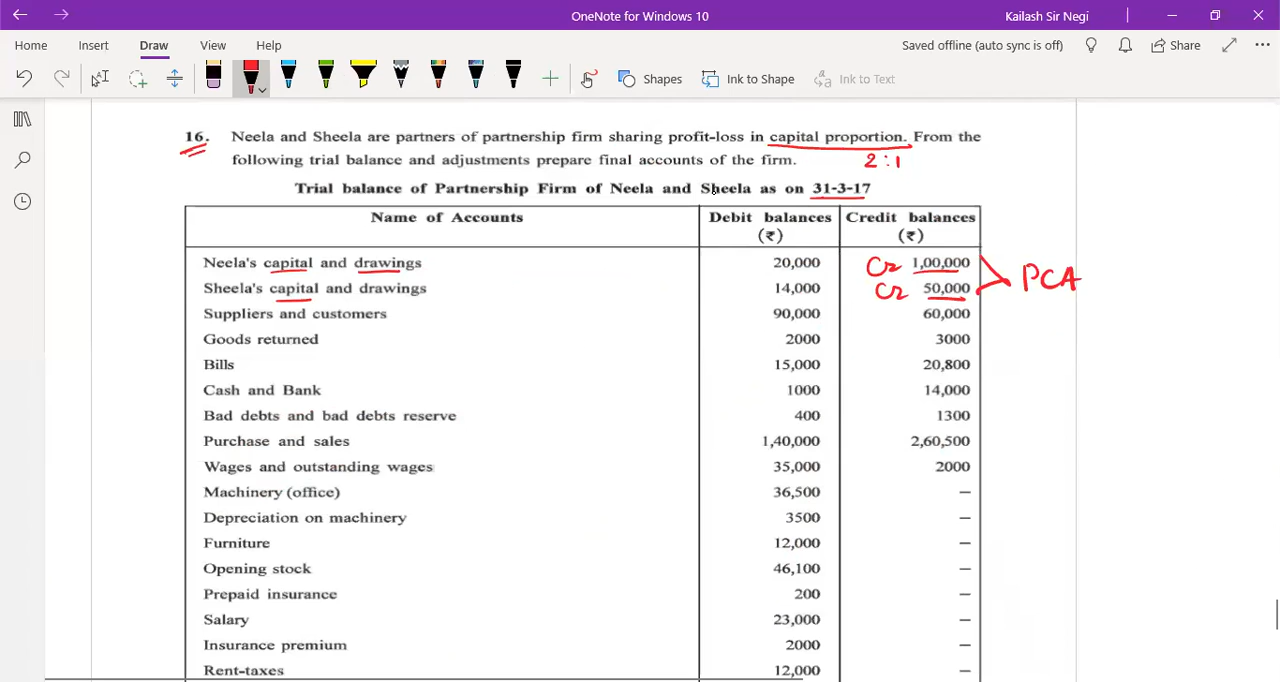 OneNote for Windows 10
Kailash Sir Negi
Home Insert Draw View Help
Saved offline (auto sync is off) Share
Shapes Ink to Shape Ink to Text
16. Neela and Sheela are partners of partnership firm sharing profit-loss in capital proportion. From the
2:1
following trial balance and adjustments prepare final accounts of the firm.
Trial balance of Partnership Firm of Neela and Sheela as on 31-3-17
Name of Accounts Debit balances (₹) Credit balances (₹)
Neela's capital and drawings 20,000 Cr 1,00,000
PCA
Sheela's capital and drawings 14,000 Cr 50,000
Suppliers and customers 90,000 60,000
Goods returned 2000 3000
Bills 15,000 20,800
Cash and Bank 1000 14,000
Bad debts and bad debts reserve 400 1300
Purchase and sales 1,40,000 2,60,500
Wages and outstanding wages 35,000 2000
Machinery (office) 36,500 –
Depreciation on machinery 3500 –
Furniture 12,000 –
Opening stock 46,100 –
Prepaid insurance 200 –
Salary 23,000 –
Insurance premium 2000 –
Rent-taxes 12,000 –